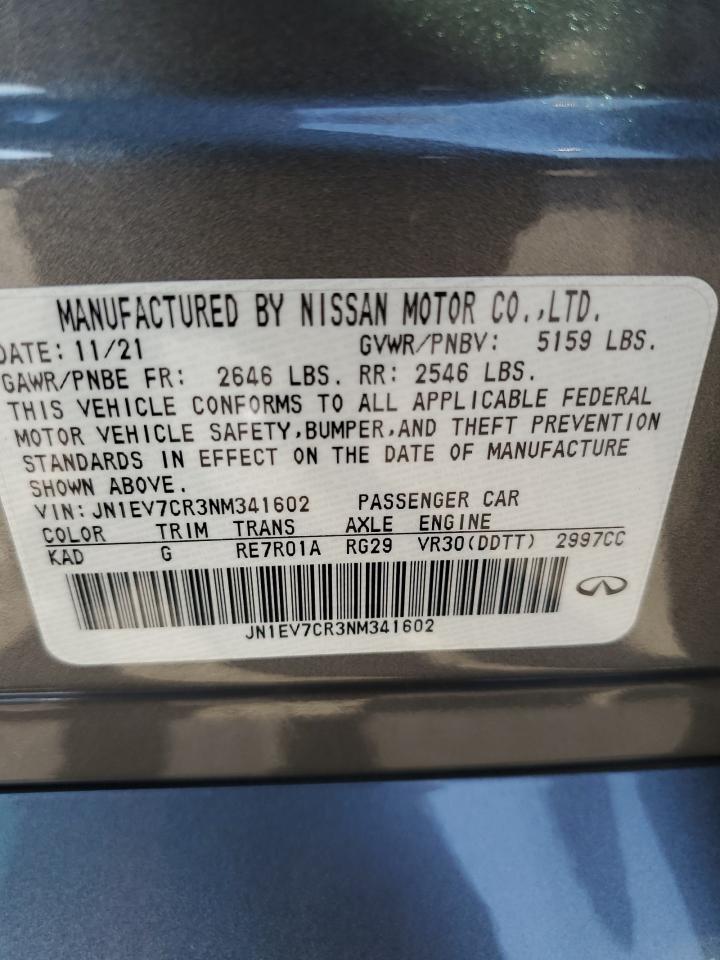 MANUFACTURED BY NISSAN MOTOR CO.,LTD.
DATE: 11/21 GVWR/PNBV: 5159 LBS.
GAWR/PNBE FR: 2646 LBS. RR: 2546 LBS.
THIS VEHICLE CONFORMS TO ALL APPLICABLE FEDERAL
MOTOR VEHICLE SAFETY,BUMPER,AND THEFT PREVENTION
STANDARDS IN EFFECT ON THE DATE OF MANUFACTURE
SHOWN ABOVE.
VIN: JN1EV7CR3NM341602 PASSENGER CAR
COLOR TRIM TRANS AXLE ENGINE
KAD G RE7R01A RG29 VR30(DDTT) 2997CC
JN1EV7CR3NM341602